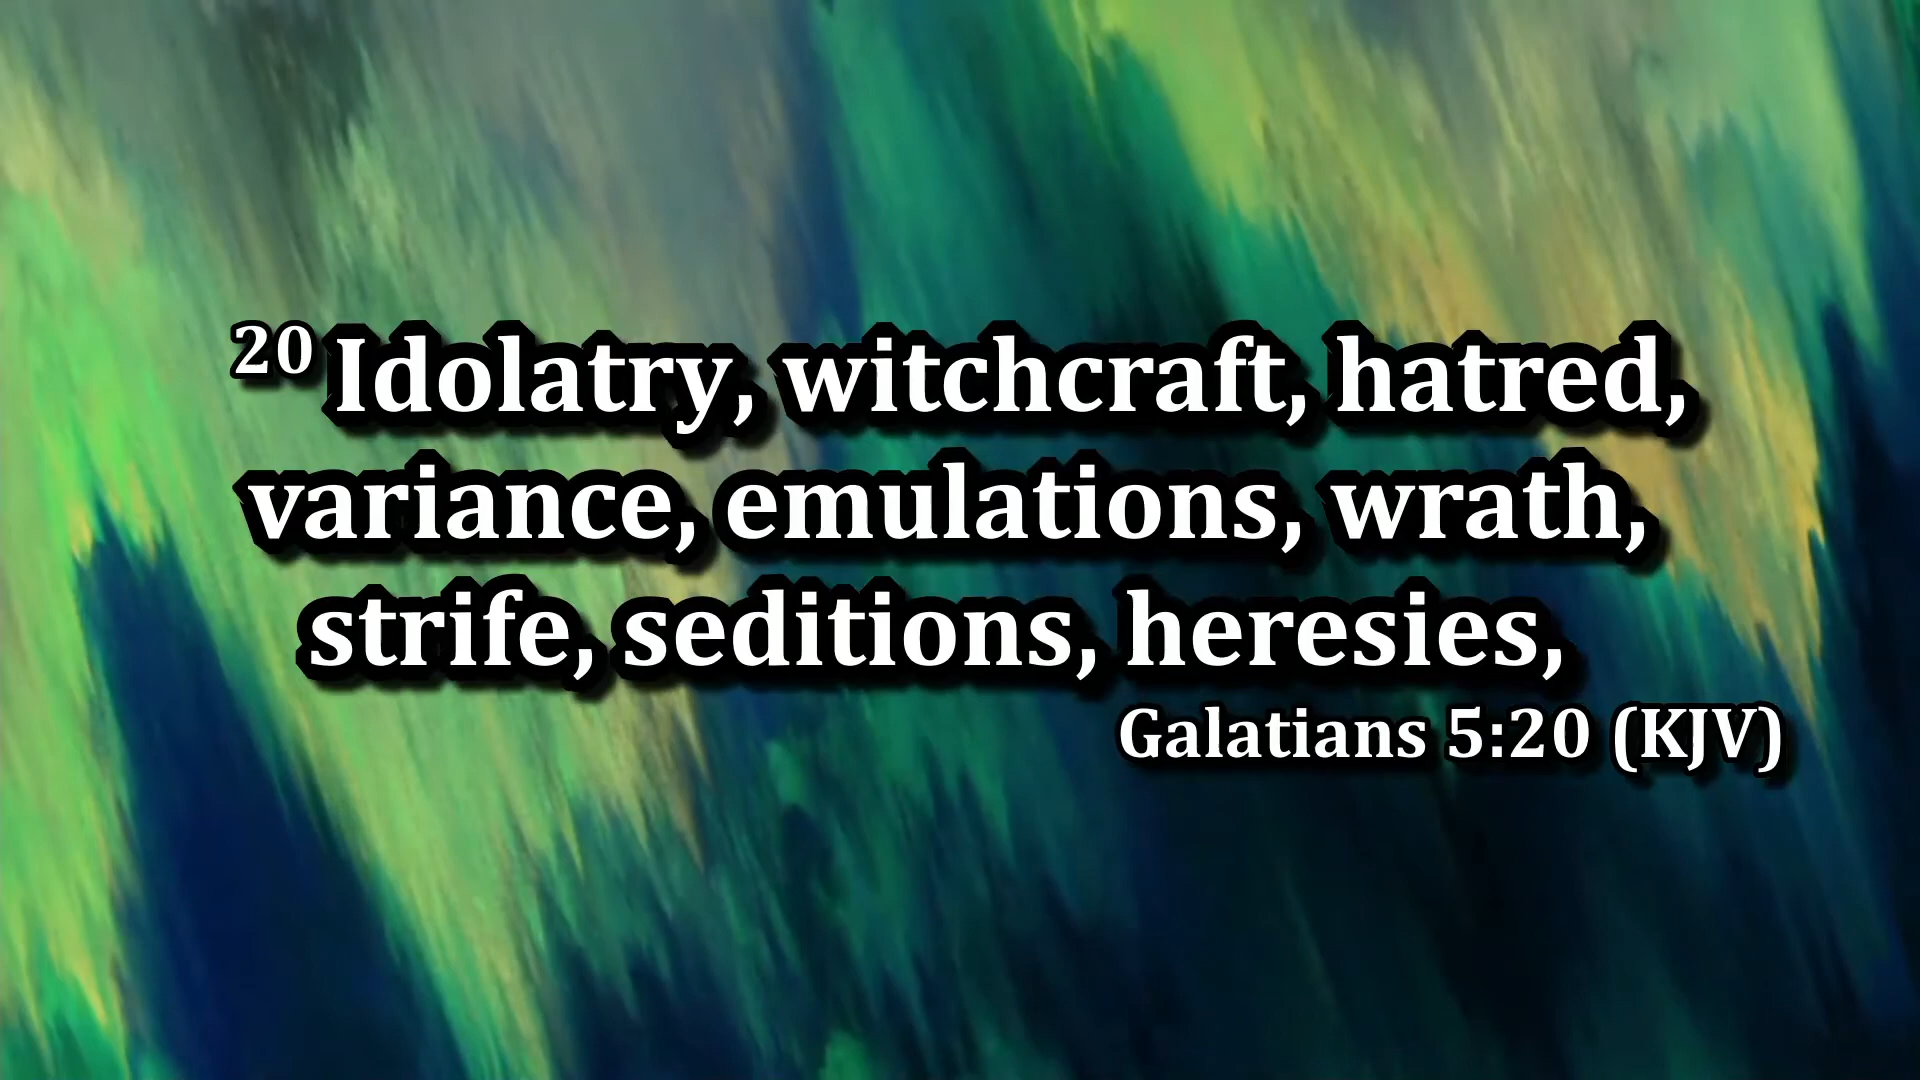 20 Idolatry, witchcraft, hatred,
variance, emulations, wrath,
strife, seditions, heresies,
Galatians 5:20 (KJV)